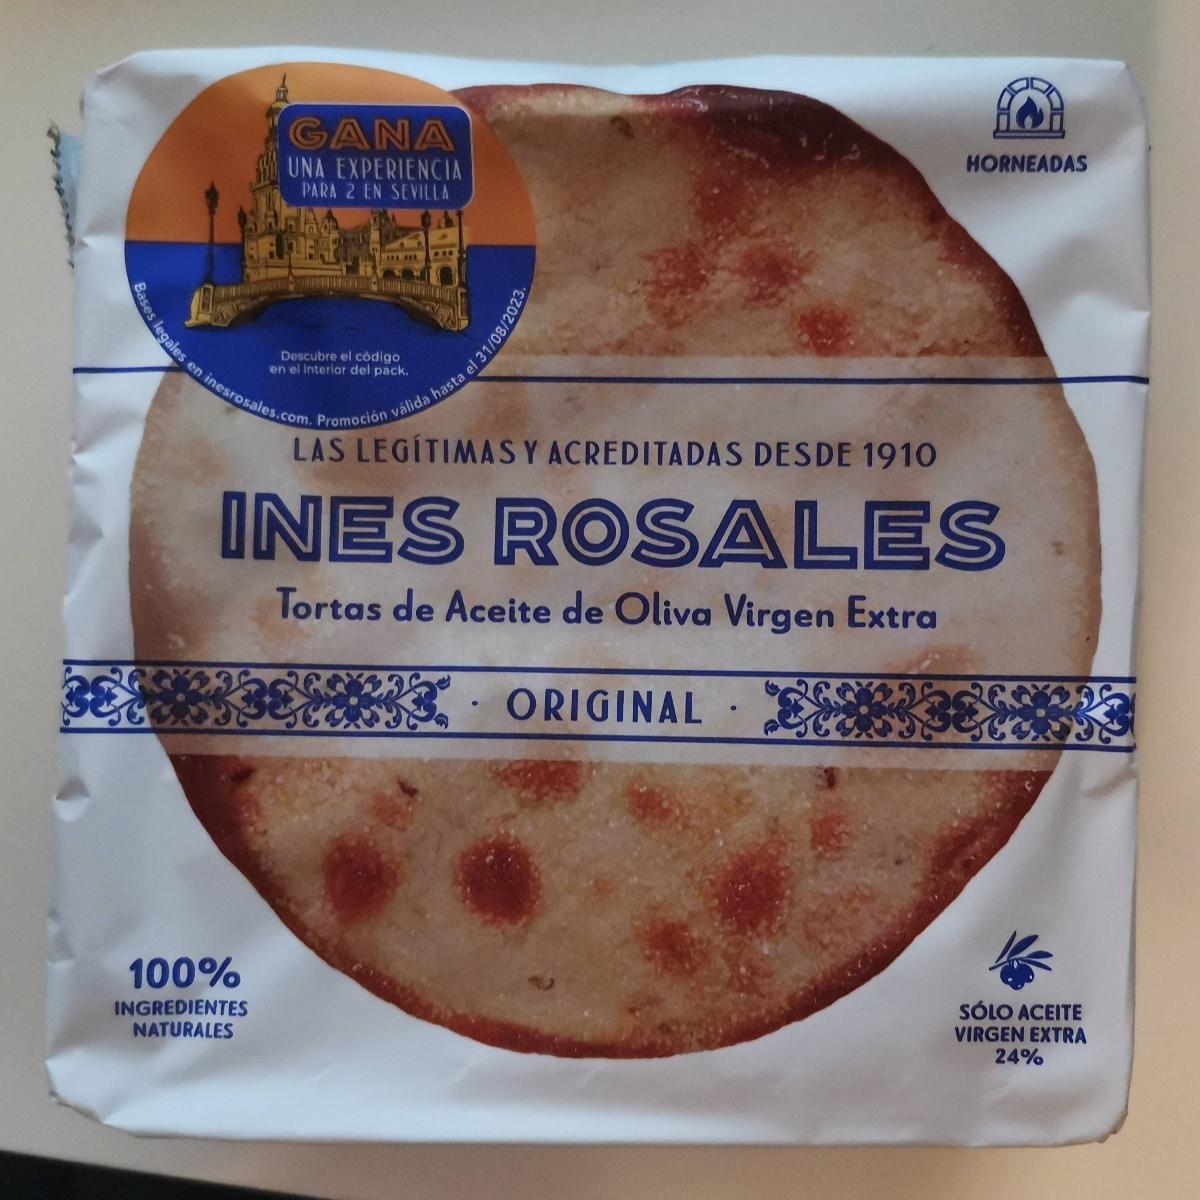 GANA
UNA EXPERIENCIA
PARA 2 EN SEVILLA
Descubre el código
en el interior del pack.
Bases legales en inesrosales.com. Promoción válida hasta el 31/08/2023.
HORNEADAS
LAS LEGÍTIMAS Y ACREDITADAS DESDE 1910
INES ROSALES
Tortas de Aceite de Oliva Virgen Extra
· ORIGINAL ·
100%
INGREDIENTES
NATURALES
SÓLO ACEITE
VIRGEN EXTRA
24%